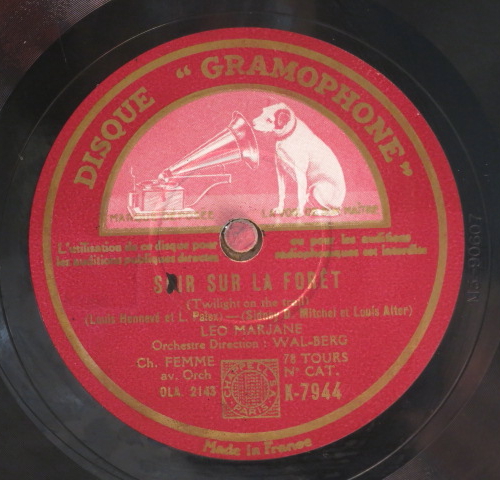 DISQUE "GRAMOPHONE"
L'utilisation de ce disque pour ou pour les auditions
les auditions publiques directes radiophoniques est interdite
SOIR SUR LA FORÊT
(Twilight on the trail)
(Louis Hennevé et L. Palex)—(Sidney D. Mitchel et Louis Alter)
LEO MARJANE
Orchestre Direction : WAL-BERG
Ch. FEMME 78 TOURS
av. Orch Nº CAT.
OLA 2143 K-7944
Made in France